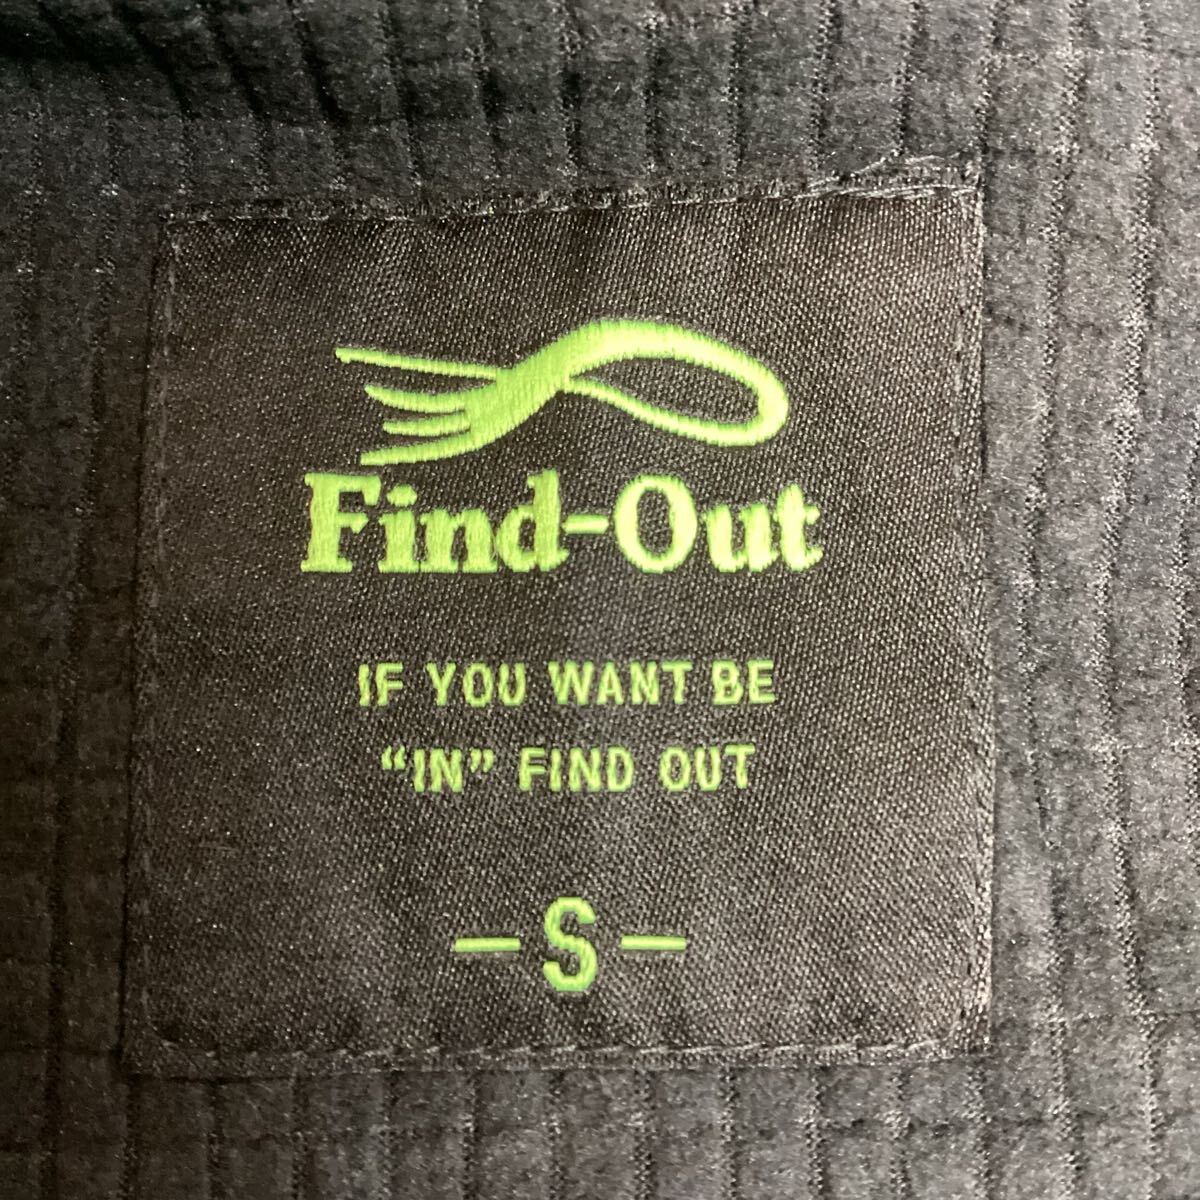 Find-Out
IF YOU WANT BE
“IN” FIND OUT
-S-